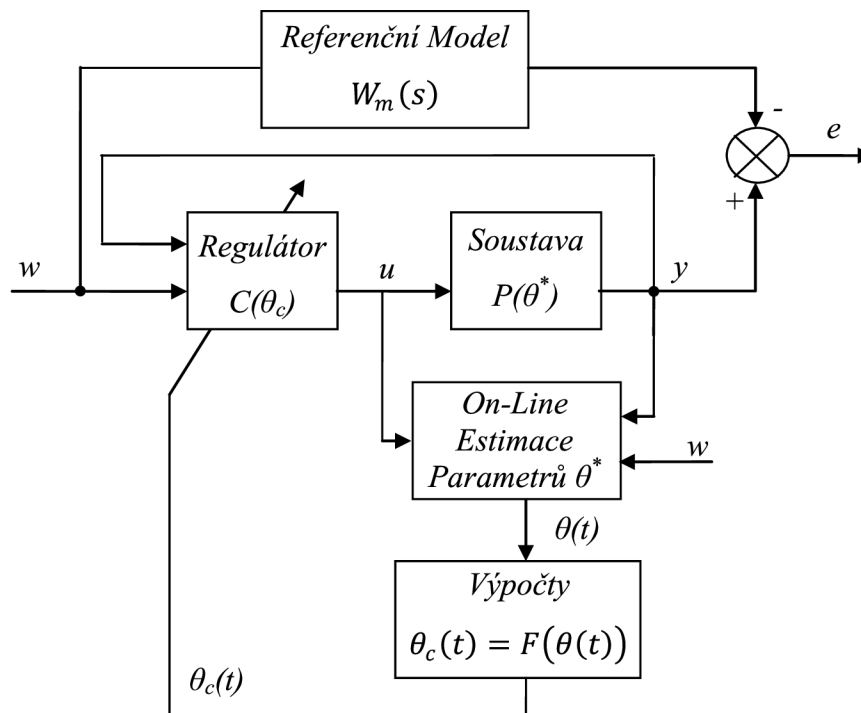 Referenční Model
W_m(s)
-
e
+
w
Regulátor
C(θ_c)
u
Soustava
P(θ^*)
y
On-Line
Estimace
Parametrů θ^*
w
θ(t)
Výpočty
θ_c(t) = F(θ(t))
θ_c(t)